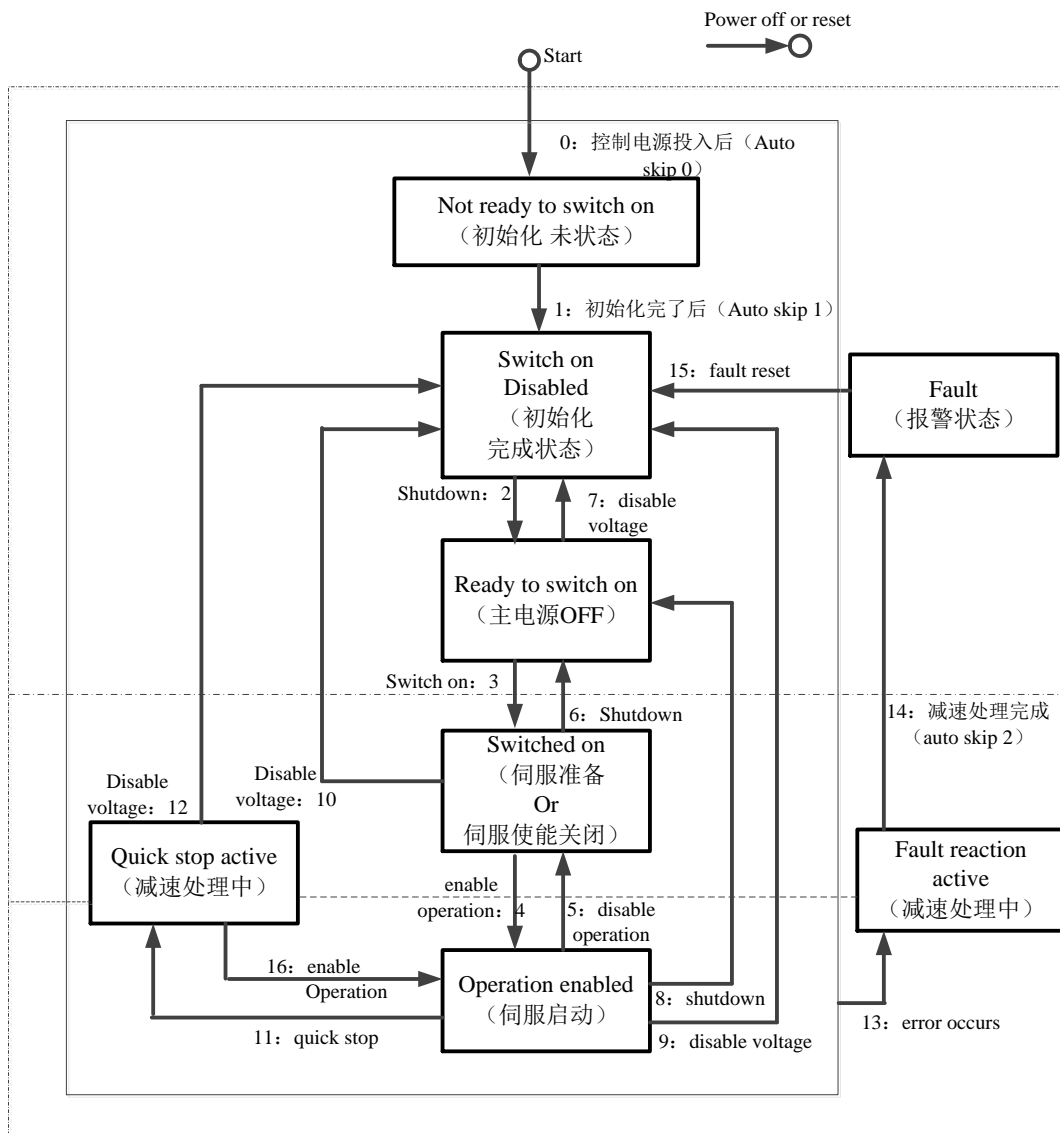 Power off or reset
Start
0：控制电源投入后（Auto
skip 0）
Not ready to switch on
（初始化 未状态）
1：初始化完了后（Auto skip 1）
Switch on
Disabled
（初始化
完成状态）
15：fault reset
Fault
（报警状态）
Shutdown：2
7：disable
voltage
Ready to switch on
（主电源OFF）
Switch on：3
6：Shutdown
14：减速处理完成
（auto skip 2）
Switched on
（伺服准备
Or
伺服使能关闭）
Disable
voltage：12
Disable
voltage：10
Quick stop active
（减速处理中）
Fault reaction
active
（减速处理中）
enable
operation：4
5：disable
operation
16：enable
Operation
Operation enabled
（伺服启动）
8：shutdown
11：quick stop
9：disable voltage
13：error occurs